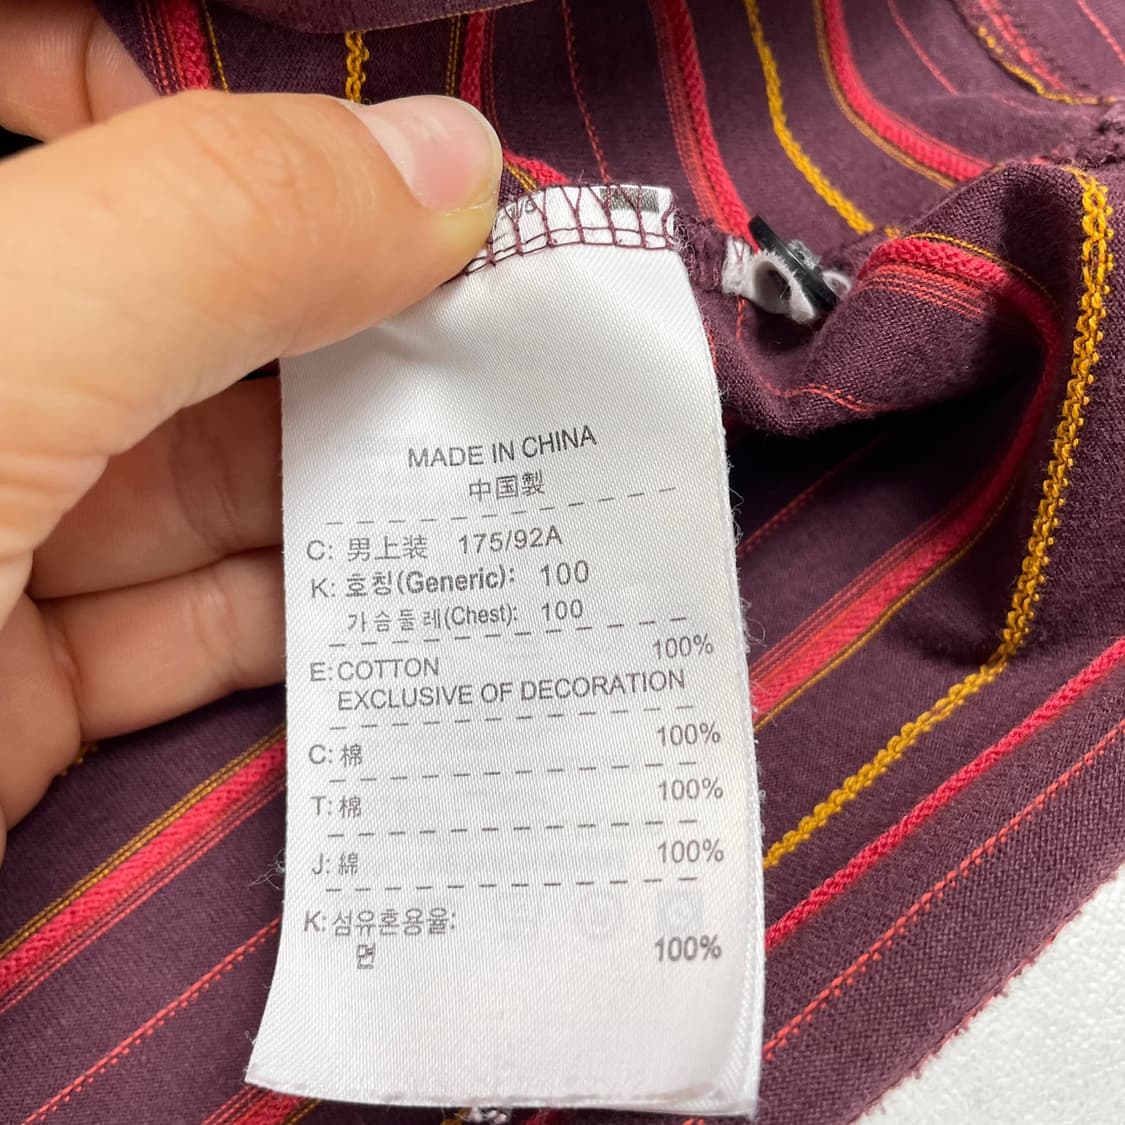 MADE IN CHINA
中国製
C: 男上装 175/92A
K: 호칭(Generic): 100
가슴둘레(Chest): 100
E: COTTON 100%
EXCLUSIVE OF DECORATION
C: 棉 100%
T: 棉 100%
J: 綿 100%
K: 섬유혼용율:
면 100%